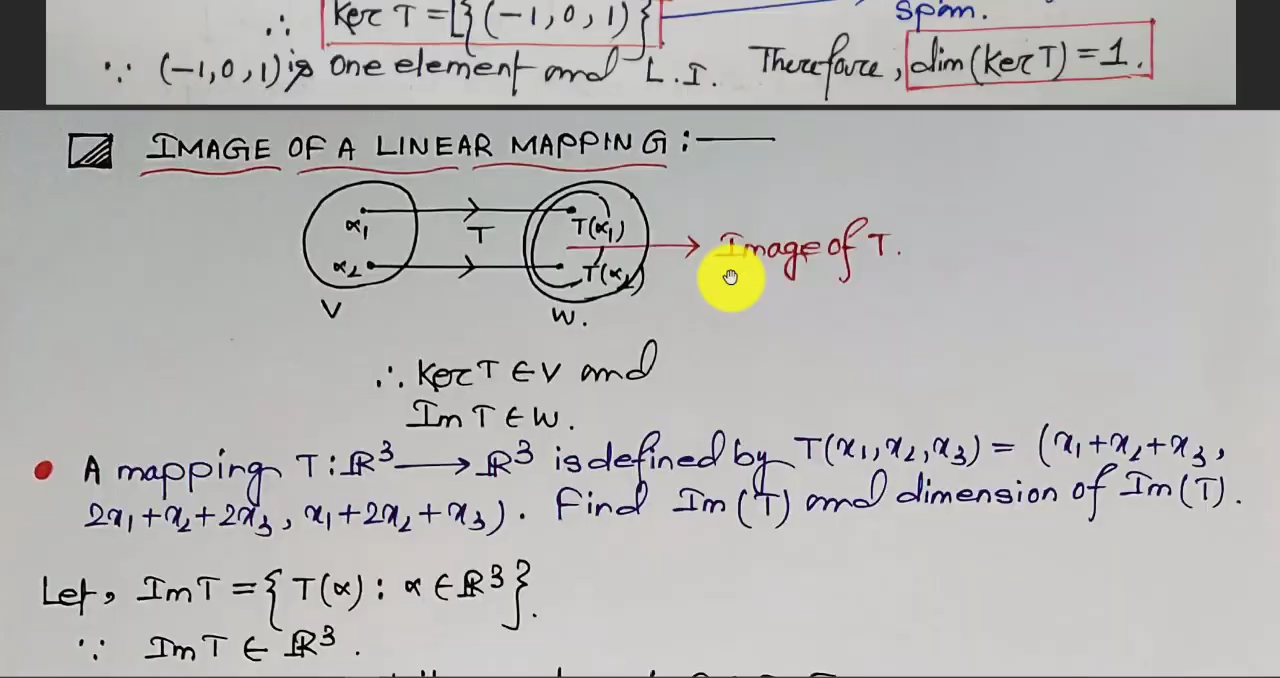 ∴ Ker T = [{(-1, 0, 1)}]
span.
∵ (-1, 0, 1) is one element and L.I. Therefore, dim(Ker T) = 1.
IMAGE OF A LINEAR MAPPING :—
α₁ T T(α₁)
Image of T.
α₂ T(α₂)
V W.
∴ Ker T ∈ V and
Im T ∈ W.
• A mapping T : ℝ³ → ℝ³ is defined by T(x₁, x₂, x₃) = (x₁+x₂+x₃,
2x₁+x₂+2x₃, x₁+2x₂+x₃). Find Im(T) and dimension of Im(T).
Let, Im T = { T(α) : α ∈ ℝ³ }.
∵ Im T ∈ ℝ³.